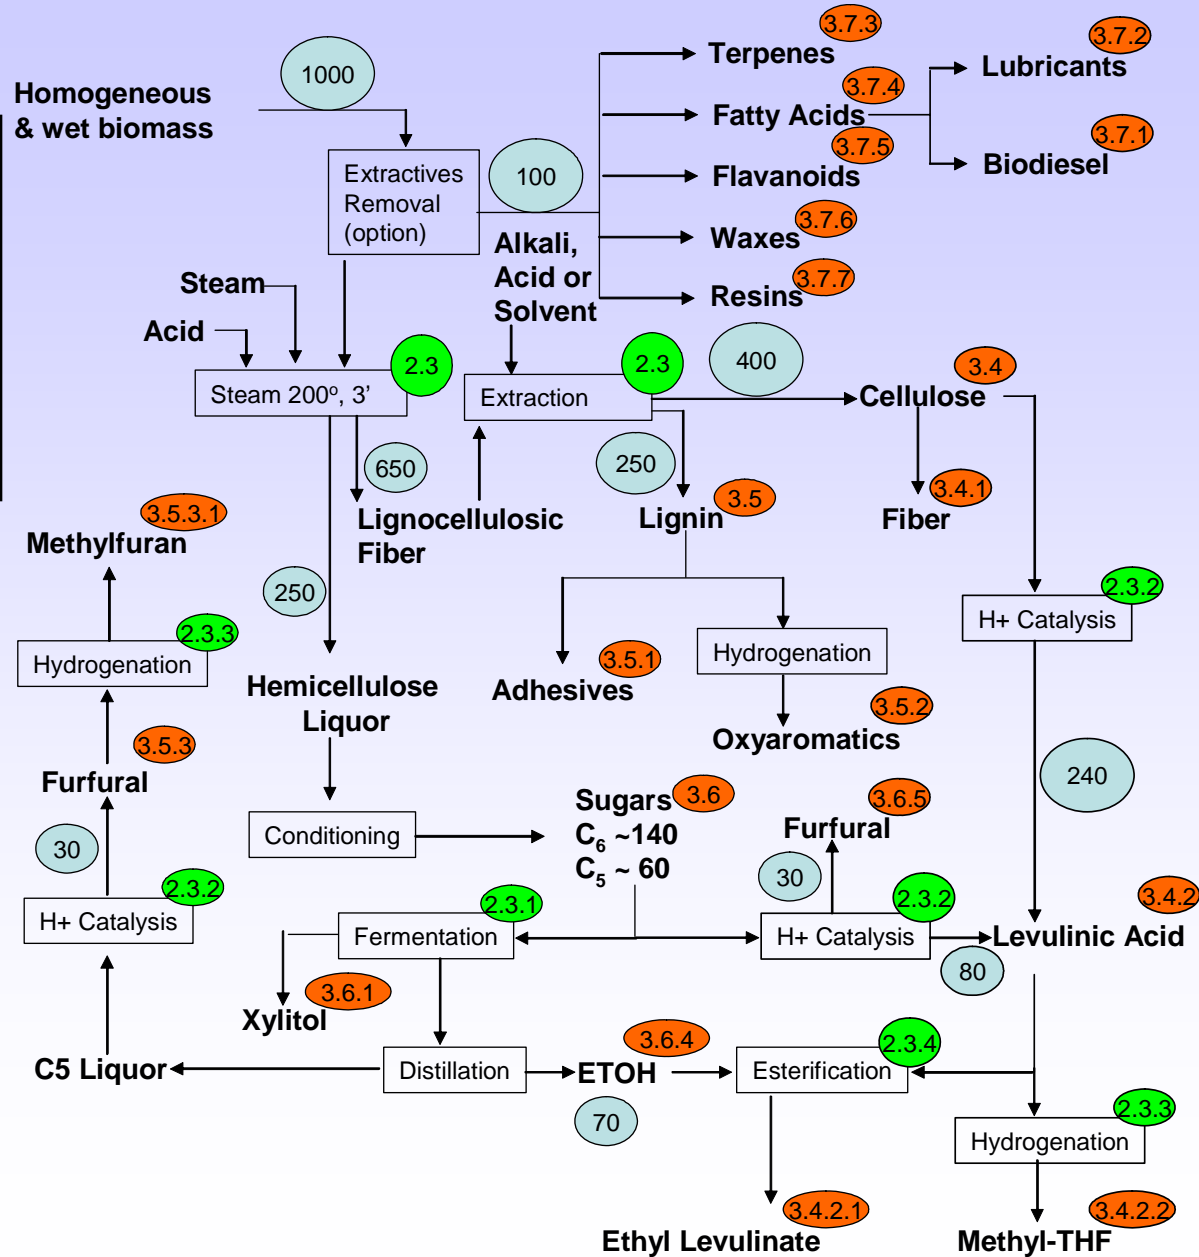 3.7.3
Terpenes
3.7.2
Lubricants
1000
Homogeneous
& wet biomass
3.7.4
Fatty Acids
3.7.1
Biodiesel
3.7.5
Flavanoids
Extractives
Removal
(option)
100
3.7.6
Waxes
Alkali,
Acid or
Solvent
3.7.7
Resins
Steam
Acid
2.3
Steam 200º, 3’
2.3
Extraction
400
3.4
Cellulose
650
250
3.5
Lignin
3.4.1
Fiber
Lignocellulosic
Fiber
3.5.3.1
Methylfuran
250
2.3.2
H+ Catalysis
2.3.3
Hydrogenation
Hydrogenation
3.5.1
Adhesives
Hemicellulose
Liquor
3.5.2
Oxyaromatics
3.5.3
Furfural
240
Sugars
3.6
C6 ~140
C5 ~ 60
3.6.5
Furfural
Conditioning
30
30
2.3.2
H+ Catalysis
2.3.1
Fermentation
2.3.2
H+ Catalysis
3.4.2
Levulinic Acid
80
3.6.1
Xylitol
C5 Liquor
Distillation
3.6.4
ETOH
70
2.3.4
Esterification
2.3.3
Hydrogenation
3.4.2.1
Ethyl Levulinate
3.4.2.2
Methyl-THF